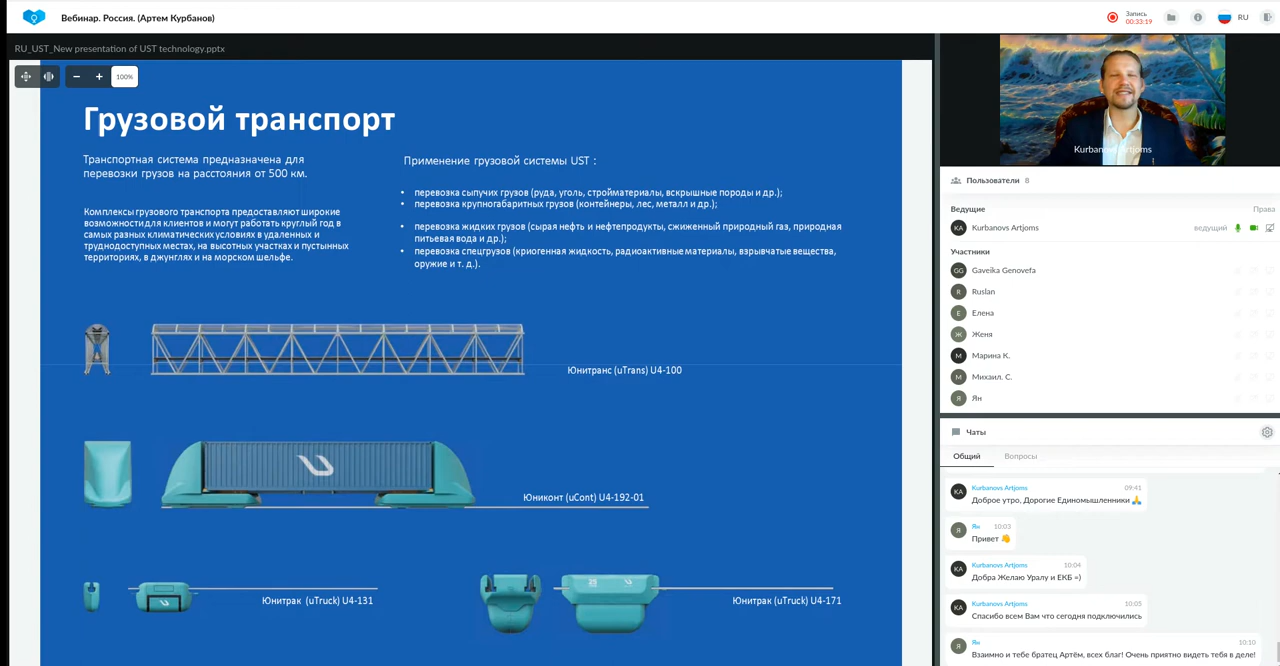 Вебинар. Россия. (Артем Курбанов)
Запись
00:33:19
RU
RU_UST_New presentation of UST technology.pptx
100%
Грузовой транспорт
Транспортная система предназначена для
перевозки грузов на расстояния от 500 км.
Комплексы грузового транспорта предоставляют широкие
возможности для клиентов и могут работать круглый год в
самых разных климатических условиях в удаленных и
труднодоступных местах, на высотных участках и пустынных
территориях, в джунглях и на морском шельфе.
Применение грузовой системы UST :
• перевозка сыпучих грузов (руда, уголь, стройматериалы, вскрышные породы и др.);
• перевозка крупногабаритных грузов (контейнеры, лес, металл и др.);
• перевозка жидких грузов (сырая нефть и нефтепродукты, сжиженный природный газ, природная
питьевая вода и др.);
• перевозка спецгрузов (криогенная жидкость, радиоактивные материалы, взрывчатые вещества,
оружие и т. д.).
Юнитранс (uTrans) U4-100
Юниконт (uCont) U4-192-01
Юнитрак (uTruck) U4-131
Юнитрак (uTruck) U4-171
Kurbanovs Artjoms
Пользователи 8
Ведущие Права
KA Kurbanovs Artjoms ведущий
Участники
GG Gaveika Genovefa
R Ruslan
Е Елена
Ж Женя
М Марина К.
М Михаил. С.
Я Ян
Чаты
Общий Вопросы
KA Kurbanovs Artjoms 09:41
Доброе утро, Дорогие Единомышленники 🙏
Я Ян 10:03
Привет 👋
KA Kurbanovs Artjoms 10:04
Добра Желаю Уралу и ЕКБ =)
KA Kurbanovs Artjoms 10:05
Спасибо всем Вам что сегодня подключились
Я Ян 10:10
Взаимно и тебе братец Артём, всех благ! Очень приятно видеть тебя в деле!